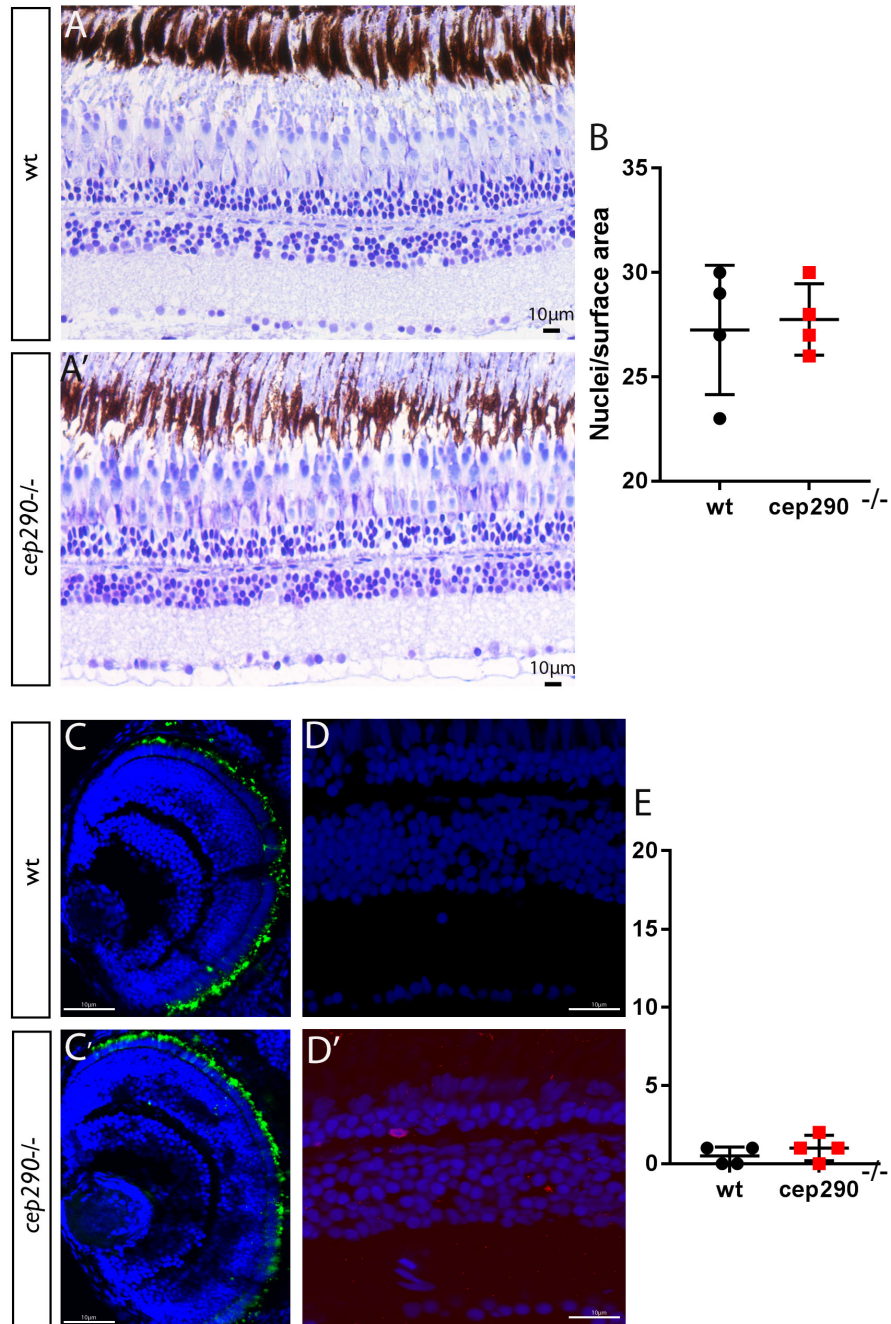 A
wt
10µm
A'
cep290-/-
10µm
B
Nuclei/surface area
35
30
25
20
wt
cep290 -/-
C
wt
10µm
D
10µm
C'
cep290-/-
10µm
D'
10µm
E
20
15
10
5
0
wt
cep290 -/-